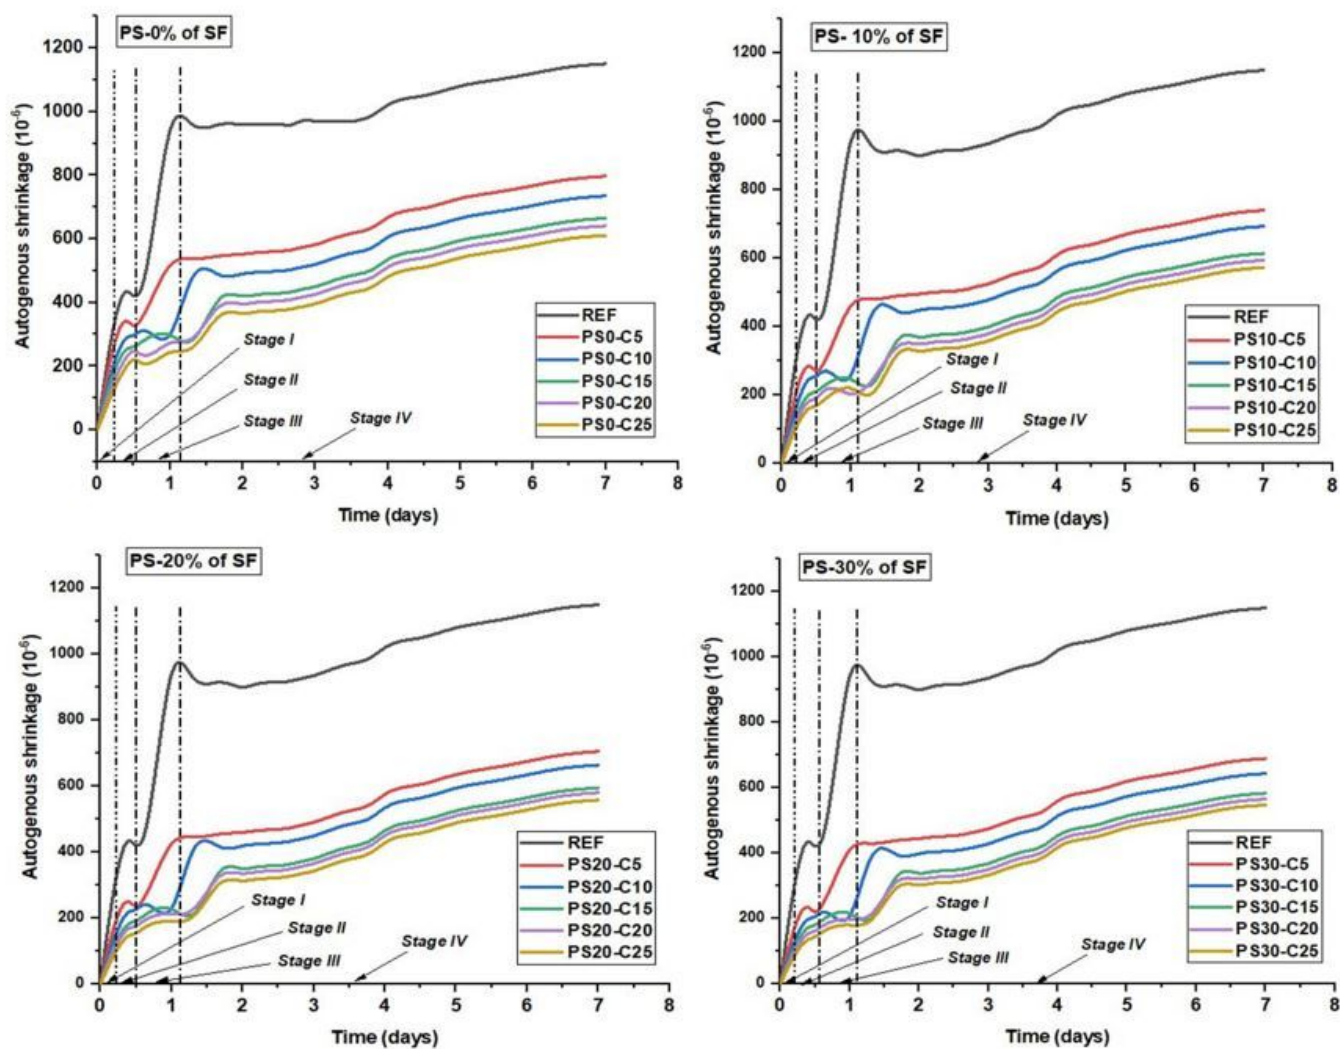 PS-0% of SF
Autogenous shrinkage (10-6)
1200
1000
800
600
400
200
0
REF
PS0-C5
PS0-C10
PS0-C15
PS0-C20
PS0-C25
Stage I
Stage II
Stage III
Stage IV
0 1 2 3 4 5 6 7 8
Time (days)
PS- 10% of SF
Autogenous shrinkage (10-6)
1200
1000
800
600
400
200
0
REF
PS10-C5
PS10-C10
PS10-C15
PS10-C20
PS10-C25
Stage I
Stage II
Stage III
Stage IV
0 1 2 3 4 5 6 7 8
Time (days)
PS-20% of SF
Autogenous shrinkage (10-6)
1200
1000
800
600
400
200
0
REF
PS20-C5
PS20-C10
PS20-C15
PS20-C20
PS20-C25
Stage I
Stage II
Stage III
Stage IV
0 1 2 3 4 5 6 7 8
Time (days)
PS-30% of SF
Autogenous shrinkage (10-6)
1200
1000
800
600
400
200
0
REF
PS30-C5
PS30-C10
PS30-C15
PS30-C20
PS30-C25
Stage I
Stage II
Stage III
Stage IV
0 1 2 3 4 5 6 7 8
Time (days)